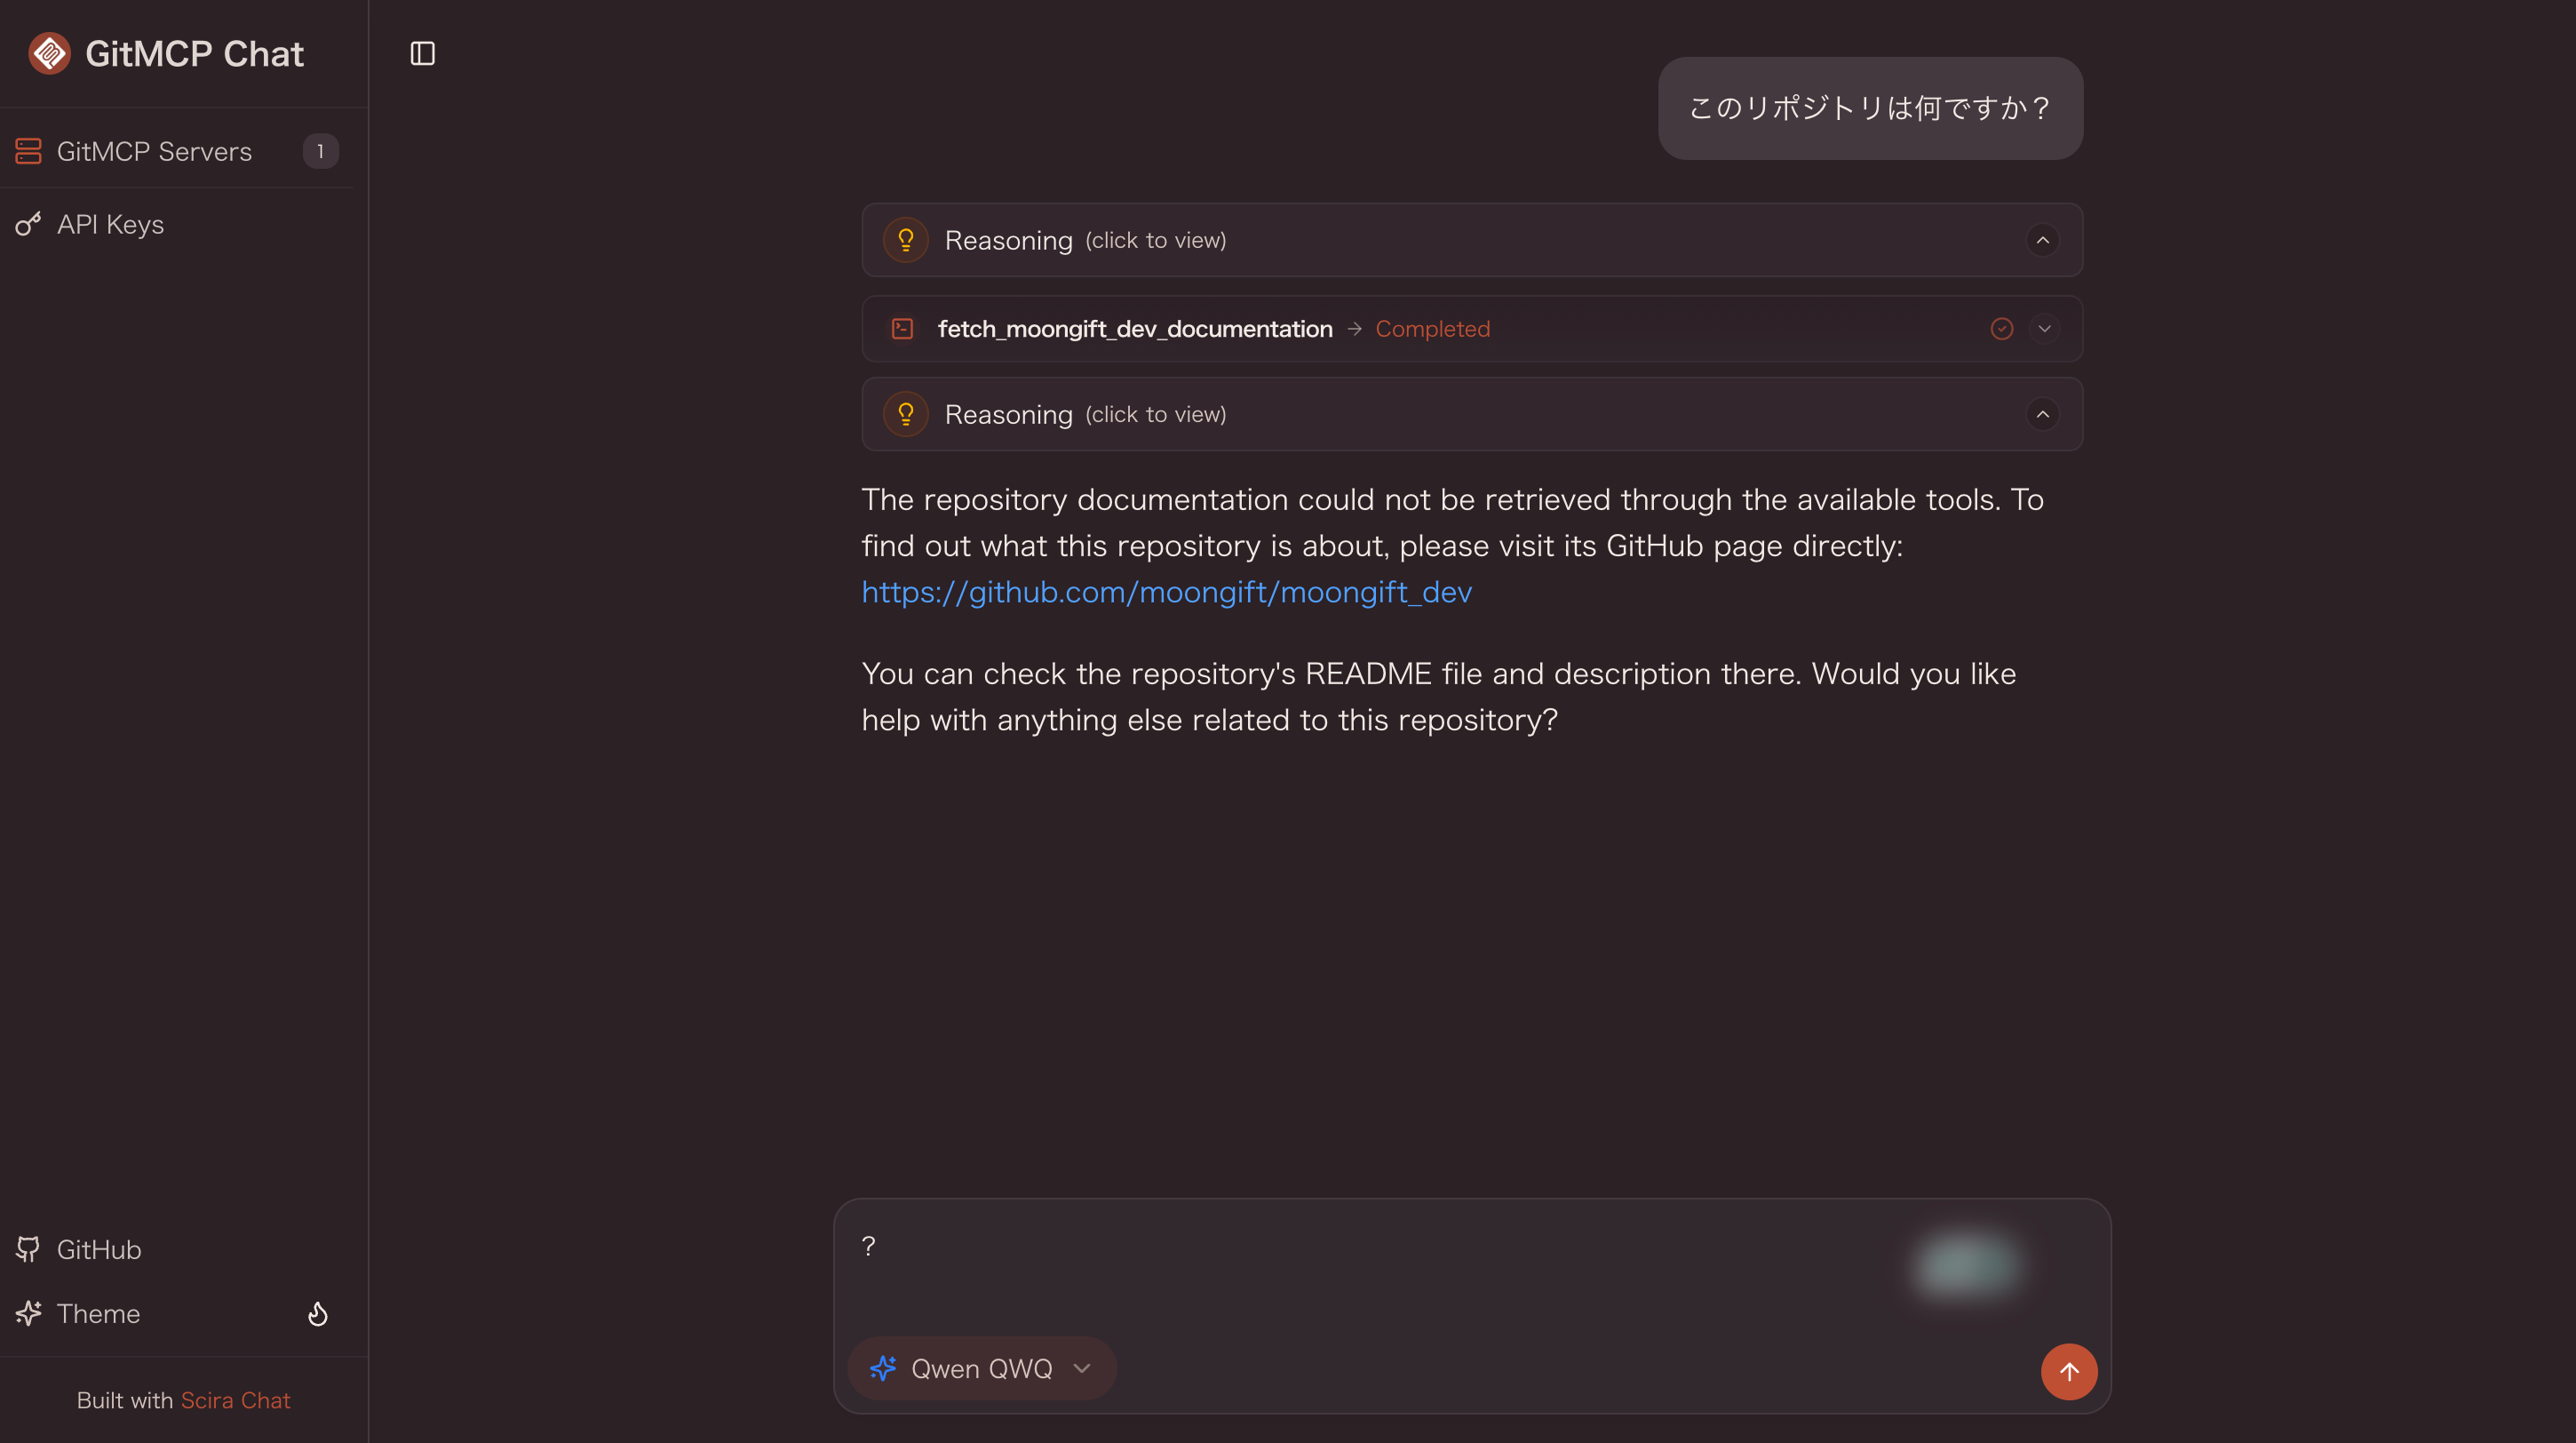 GitMCP Chat
GitMCP Servers 1
API Keys
このリポジトリは何ですか？
Reasoning (click to view)
fetch_moongift_dev_documentation → Completed
Reasoning (click to view)
The repository documentation could not be retrieved through the available tools. To
find out what this repository is about, please visit its GitHub page directly:
https://github.com/moongift/moongift_dev
You can check the repository's README file and description there. Would you like
help with anything else related to this repository?
?
Qwen QWQ
GitHub
Theme
Built with Scira Chat